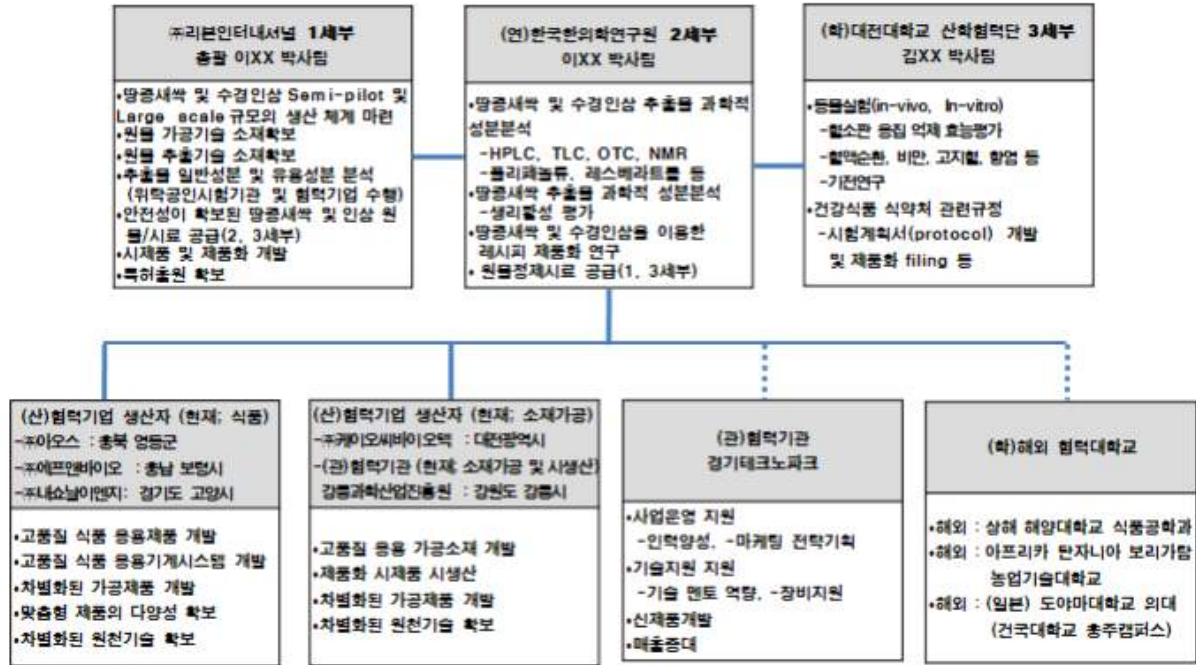 ㈜리본인터내셔널 1세부
총괄 이XX 박사팀
•땅콩새싹 및 수경인삼 Semi-pilot 및
Large scale 규모의 생산 체계 마련
•원물 가공기술 소재확보
•원물 추출기술 소재확보
•추출물 일반성분 및 유용성분 분석
(위탁공인시험기관 및 협력기업 수행)
•안전성이 확보된 땅콩새싹 및 인삼 원
물/시료 공급(2, 3세부)
•시제품 및 제품화 개발
•특허출원 확보
(연)한국한의학연구원 2세부
이XX 박사팀
•땅콩새싹 및 수경인삼 추출물 과학적
성분분석
-HPLC, TLC, OTC, NMR
-폴리페놀류, 레스베라트롤 등
•땅콩새싹 추출물 과학적 성분분석
-생리활성 평가
•땅콩새싹 및 수경인삼을 이용한
레시피 제품화 연구
• 원물정제시료 공급(1, 3세부)
(학)대전대학교 산학협력단 3세부
김XX 박사팀
•동물실험(in-vivo, In-vitro)
-혈소판 응집 억제 효능평가
-혈액순환, 비만, 고지혈, 항염 등
-기전연구
•건강식품 식약처 관련규정
-시험계획서(protocol) 개발
및 제품화 filing 등
(산)협력기업 생산자 (현재; 식품)
-㈜아오스 : 충북 영동군
-㈜에프앤바이오 : 충남 보령시
-㈜내쇼날이엔지: 경기도 고양시
•고품질 식품 응용제품 개발
•고품질 식품 응용기계시스템 개발
•차별화된 가공제품 개발
•맞춤형 제품의 다양성 확보
•차별화된 원천기술 확보
(산)협력기업 생산자 (현재; 소재가공)
-㈜케이오씨바이오텍 : 대전광역시
-(관)협력기관 (현재; 소재가공 및 시생산)
강릉과학산업진흥원 : 강원도 강릉시
•고품질 응용 가공소재 개발
•제품화 시제품 시생산
•차별화된 가공제품 개발
•차별화된 원천기술 확보
(관)협력기관
경기테크노파크
•사업운영 지원
-인력양성, -마케팅 전략기획
•기술지원 지원
-기술 멘토 역량, -장비지원
•신제품개발
•매출증대
(학)해외 협력대학교
•해외 : 상해 해양대학교 식품공학과
•해외 : 아프리카 탄자니아 보리가람
농업기술대학교
•해외 : (일본) 도야마대학교 의대
(건국대학교 충주캠퍼스)